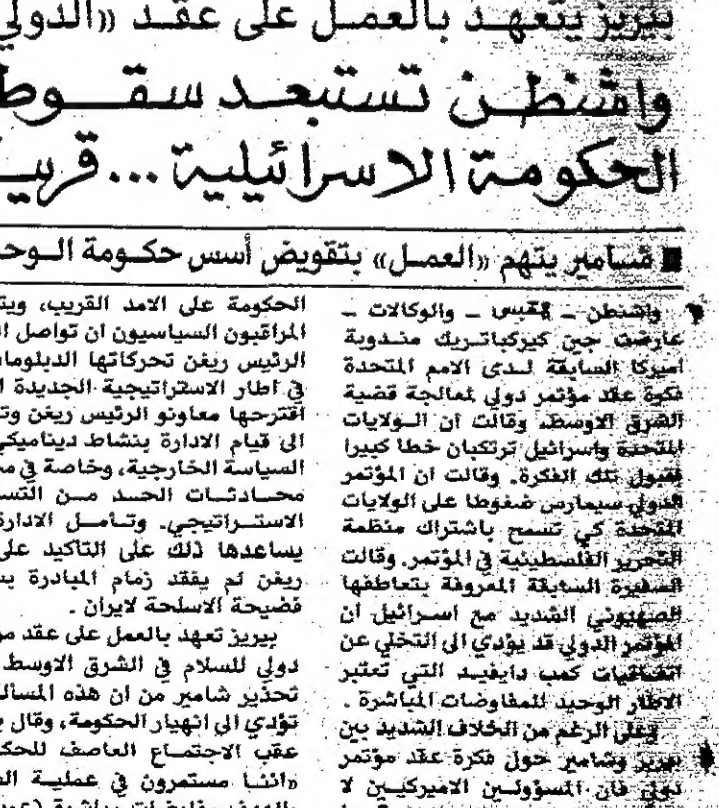 بيريز يتعهد بالعمل على عقد «الدولي
واشنطن تستبعد سقوط
الحكومة الاسرائيلية ... قريبا
■ شامير يتهم «العمل» بتقويض أسس حكومة الوحد
واشنطن - القبس - والوكالات -
عارضت جين كيركباتريك مندوبة
اميركا السابقة لدى الامم المتحدة
فكرة عقد مؤتمر دولي لمعالجة قضية
الشرق الاوسط، وقالت ان الولايات
المتحدة واسرائيل ترتكبان خطا كبيرا
بقبول تلك الفكرة. وقالت ان المؤتمر
الدولي سيمارس ضغوطا على الولايات
المتحدة كي تسمح باشتراك منظمة
التحرير الفلسطينية في المؤتمر. وقالت
السفيرة السابقة المعروفة بتعاطفها
الصهيوني الشديد مع اسرائيل ان
المؤتمر الدولي قد يؤدي الى التخلي عن
اتفاقيات كمب دايفيد التي تعتبر
الاطار الوحيد للمفاوضات المباشرة .
وعلى الرغم من الخلاف الشديد بين
بيريز وشامير حول فكرة عقد مؤتمر
دولي فان المسؤولين الاميركيين لا
الحكومة على الامد القريب، ويتو
المراقبون السياسيون ان تواصل ا
الرئيس ريغن تحركاتها الدبلوما
في اطار الاستراتيجية الجديدة ا
اقترحها معاونو الرئيس ريغن وت
الى قيام الادارة بنشاط ديناميكي
السياسة الخارجية، وخاصة في مج
محادثات الحد من التس
الاستراتيجي. وتأمل الادارة
يساعدها ذلك على التاكيد على
ريغن لم يفقد زمام المبادرة بس
فضيحة الاسلحة لايران .
بيريز تعهد بالعمل على عقد مؤ
دولي للسلام في الشرق الاوسط
تحذير شامير من ان هذه المسال
تؤدي الى انهيار الحكومة، وقال ب
عقب الاجتماع العاصف للحك
«اننا مستمرون في عملية ال